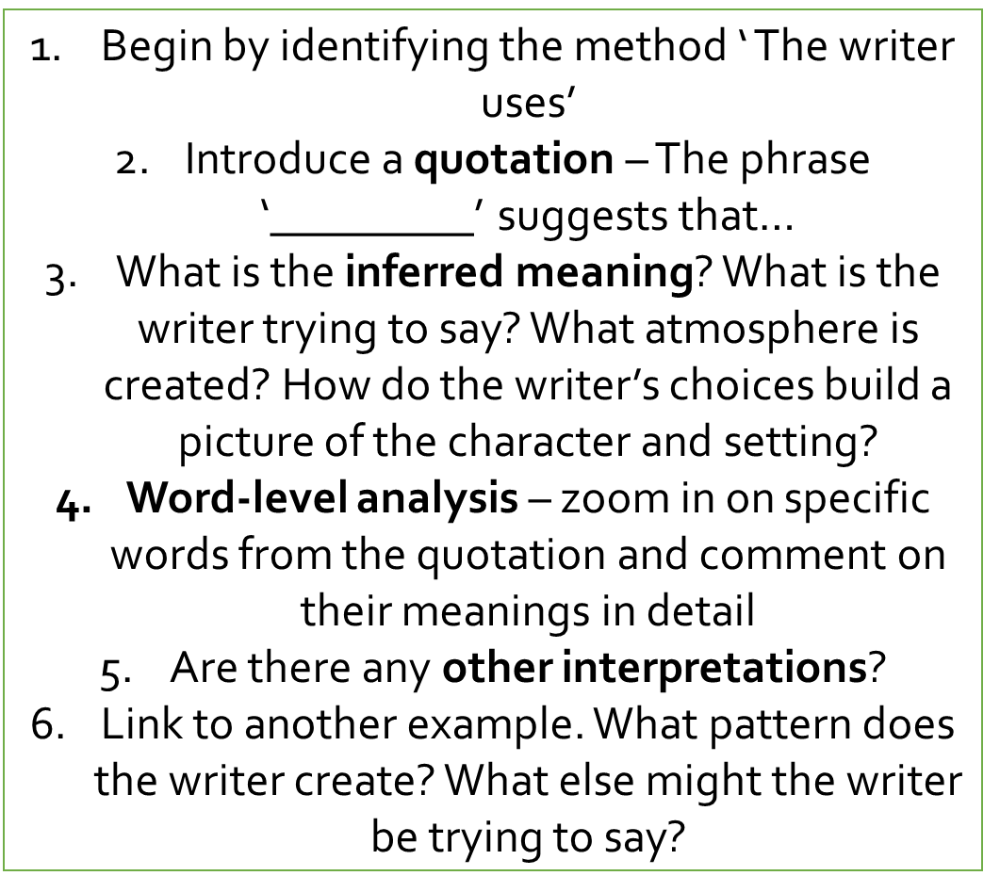 1. Begin by identifying the method ‘ The writer
uses’
2. Introduce a quotation – The phrase
‘__________’ suggests that…
3. What is the inferred meaning? What is the
writer trying to say? What atmosphere is
created? How do the writer’s choices build a
picture of the character and setting?
4. Word-level analysis – zoom in on specific
words from the quotation and comment on
their meanings in detail
5. Are there any other interpretations?
6. Link to another example. What pattern does
the writer create? What else might the writer
be trying to say?